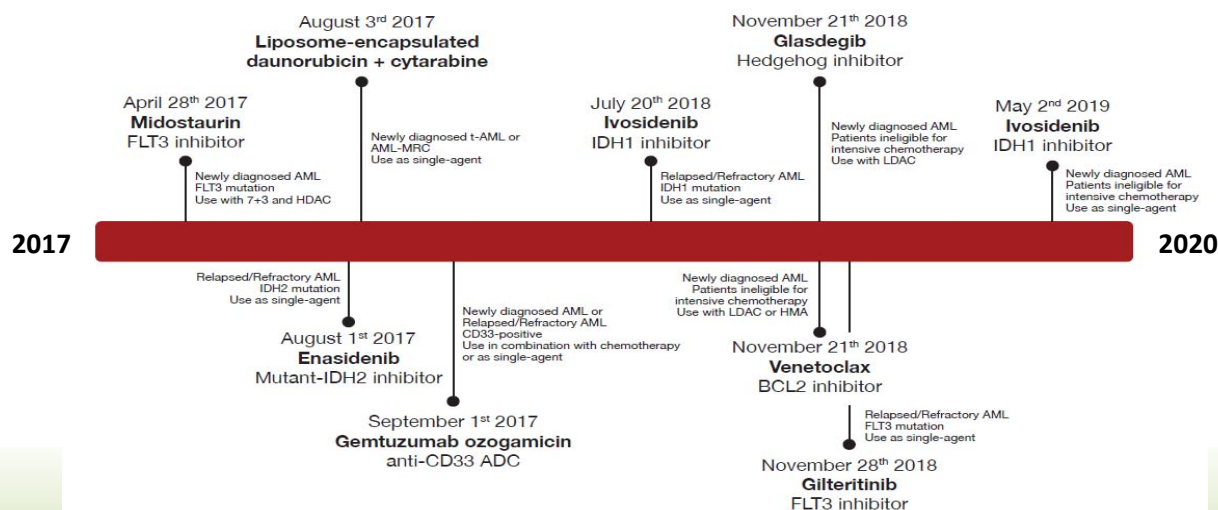 August 3rd 2017
Liposome-encapsulated
daunorubicin + cytarabine
November 21th 2018
Glasdegib
Hedgehog inhibitor
April 28th 2017
Midostaurin
FLT3 inhibitor
July 20th 2018
Ivosidenib
IDH1 inhibitor
May 2nd 2019
Ivosidenib
IDH1 inhibitor
Newly diagnosed AML
FLT3 mutation
Use with 7+3 and HDAC
Newly diagnosed t-AML or
AML-MRC
Use as single-agent
Relapsed/Refractory AML
IDH1 mutation
Use as single-agent
Newly diagnosed AML
Patients ineligible for
intensive chemotherapy
Use with LDAC
Newly diagnosed AML
Patients ineligible for
intensive chemotherapy
Use as single-agent
2017
2020
Relapsed/Refractory AML
IDH2 mutation
Use as single-agent
August 1st 2017
Enasidenib
Mutant-IDH2 inhibitor
Newly diagnosed AML or
Relapsed/Refractory AML
CD33-positive
Use in combination with chemotherapy
or as single-agent
September 1st 2017
Gemtuzumab ozogamicin
anti-CD33 ADC
Newly diagnosed AML
Patients ineligible for
intensive chemotherapy
Use with LDAC or HMA
November 21th 2018
Venetoclax
BCL2 inhibitor
Relapsed/Refractory AML
FLT3 mutation
Use as single-agent
November 28th 2018
Gilteritinib
FLT3 inhibitor